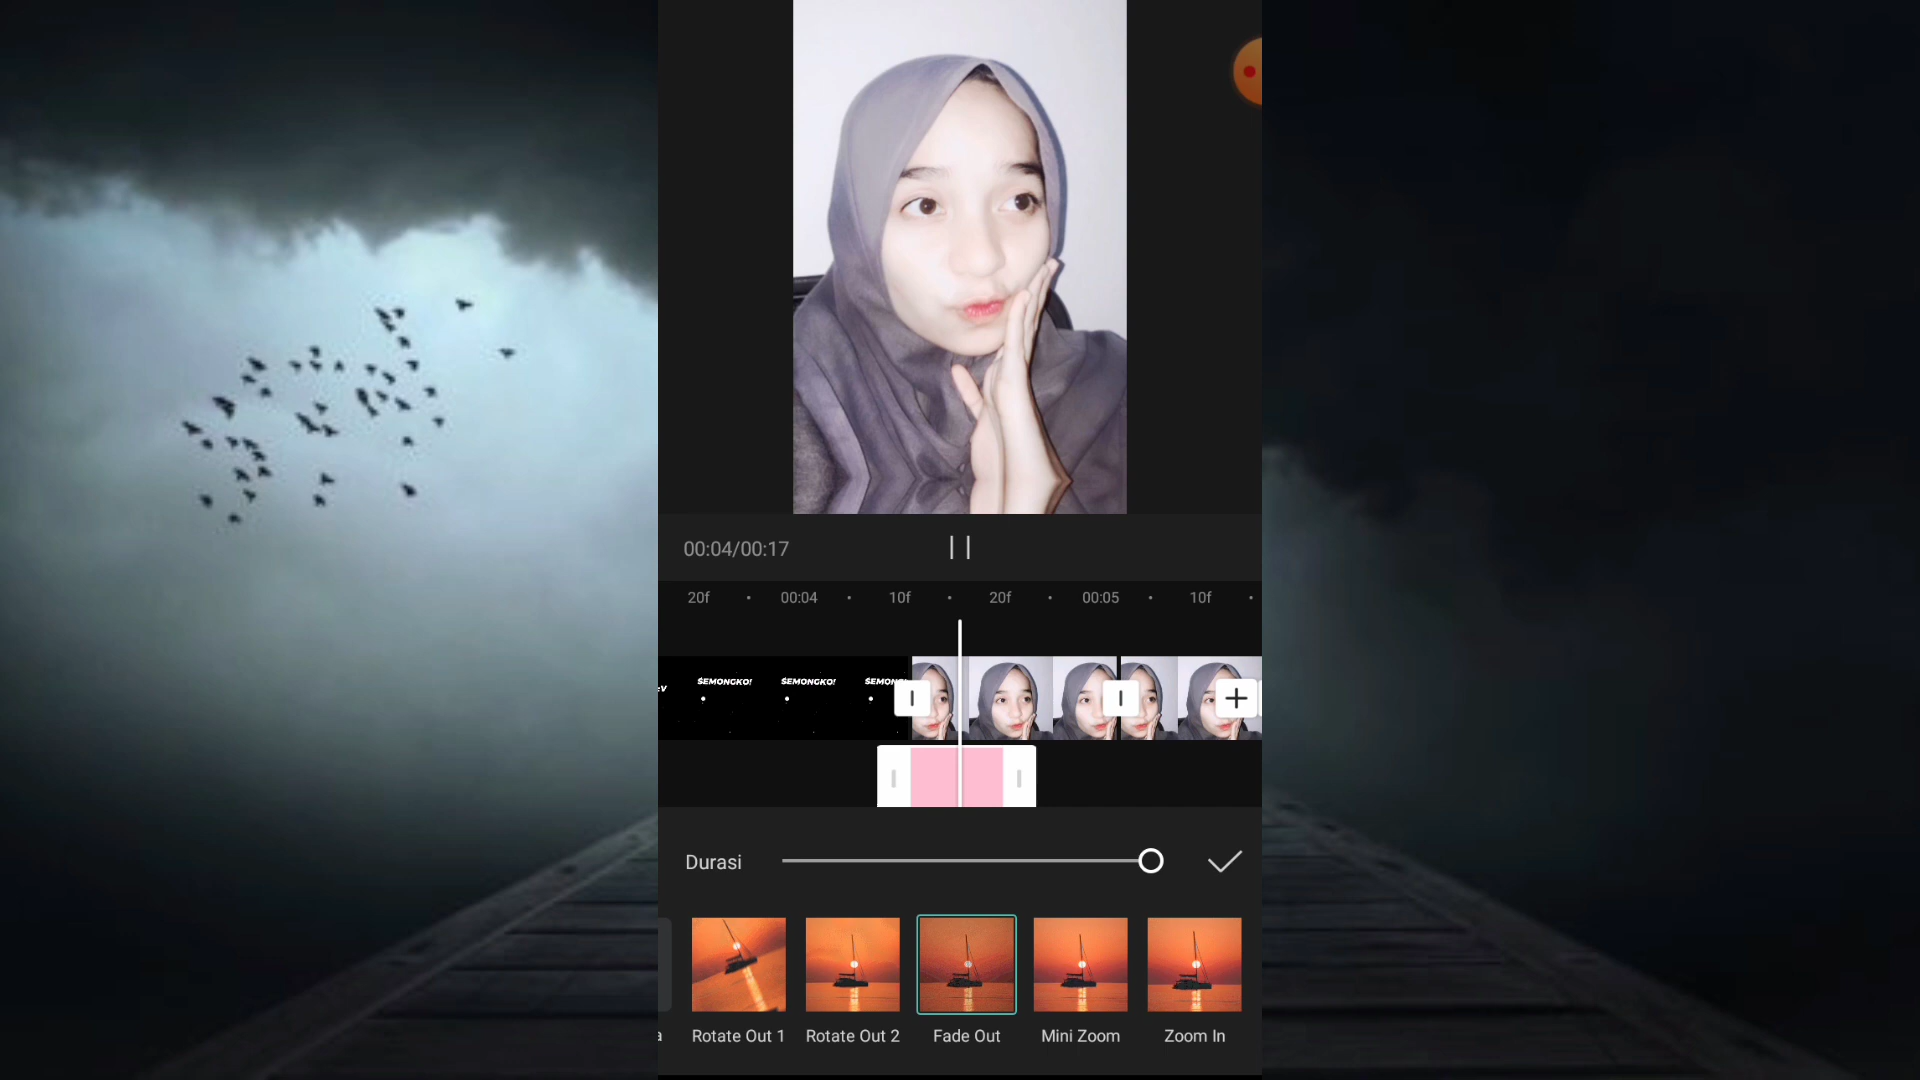 00:04/00:17
20f 00:04 10f 20f 00:05 10f
SEMONGKO! SEMONGKO! SEMONG
Durasi
Rotate Out 1 Rotate Out 2 Fade Out Mini Zoom Zoom In